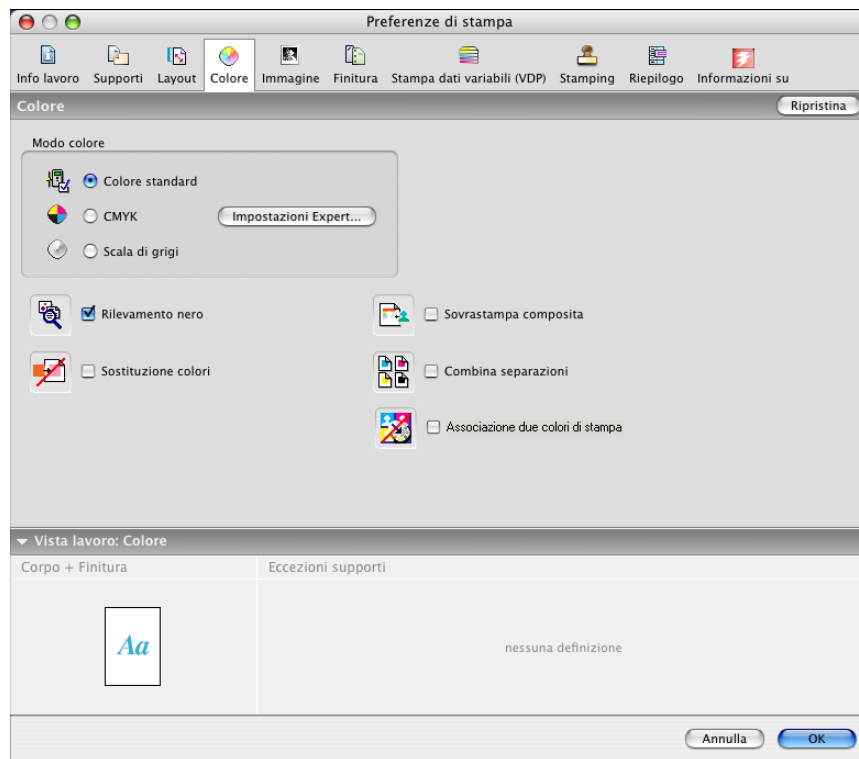 Preferenze di stampa
Info lavoro Supporti Layout Colore Immagine Finitura Stampa dati variabili (VDP) Stamping Riepilogo Informazioni su
Colore Ripristina
Modo colore
Colore standard
CMYK Impostazioni Expert...
Scala di grigi
Rilevamento nero Sovrastampa composita
Sostituzione colori Combina separazioni
Associazione due colori di stampa
Vista lavoro: Colore
Corpo + Finitura Eccezioni supporti
Aa
nessuna definizione
Annulla OK